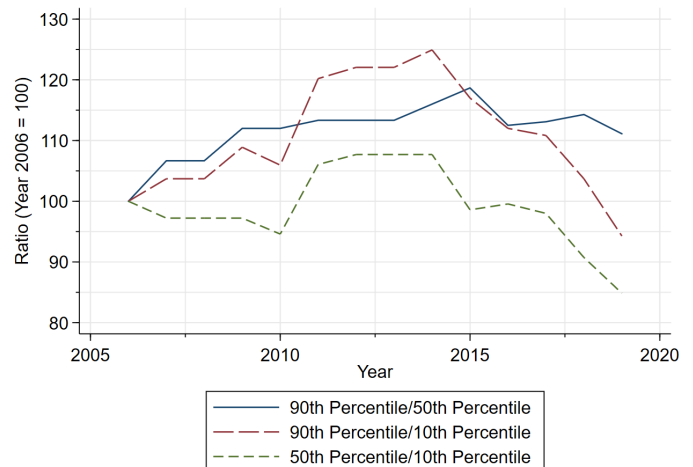 130
120
110
100
90
80
Ratio (Year 2006 = 100)
2005
2010
2015
2020
Year
90th Percentile/50th Percentile
90th Percentile/10th Percentile
50th Percentile/10th Percentile